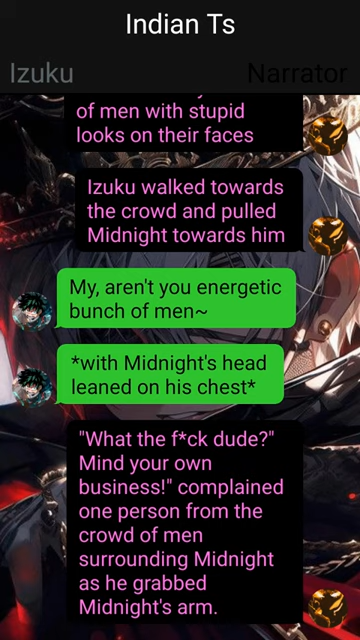 Indian Ts
Izuku
Narrator
of men with stupid
looks on their faces
Izuku walked towards
the crowd and pulled
Midnight towards him
My, aren't you energetic
bunch of men~
*with Midnight's head
leaned on his chest*
"What the f*ck dude?"
Mind your own
business!" complained
one person from the
crowd of men
surrounding Midnight
as he grabbed
Midnight's arm.